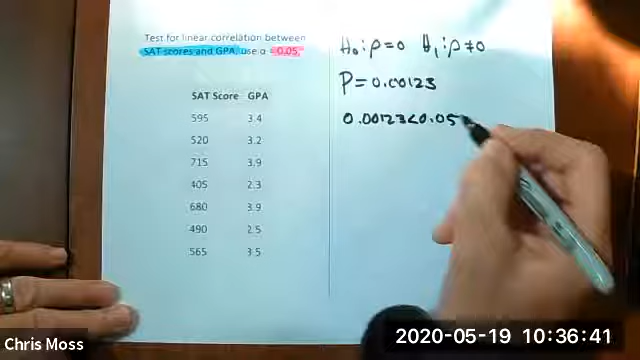 Test for linear correlation between
SAT scores and GPA, use α = 0.05.
H₀: ρ = 0 H₁: ρ ≠ 0
P = 0.00123
0.00123 < 0.05
SAT Score GPA
595 3.4
520 3.2
715 3.9
405 2.3
680 3.9
490 2.5
565 3.5
Chris Moss
2020-05-19 10:36:41